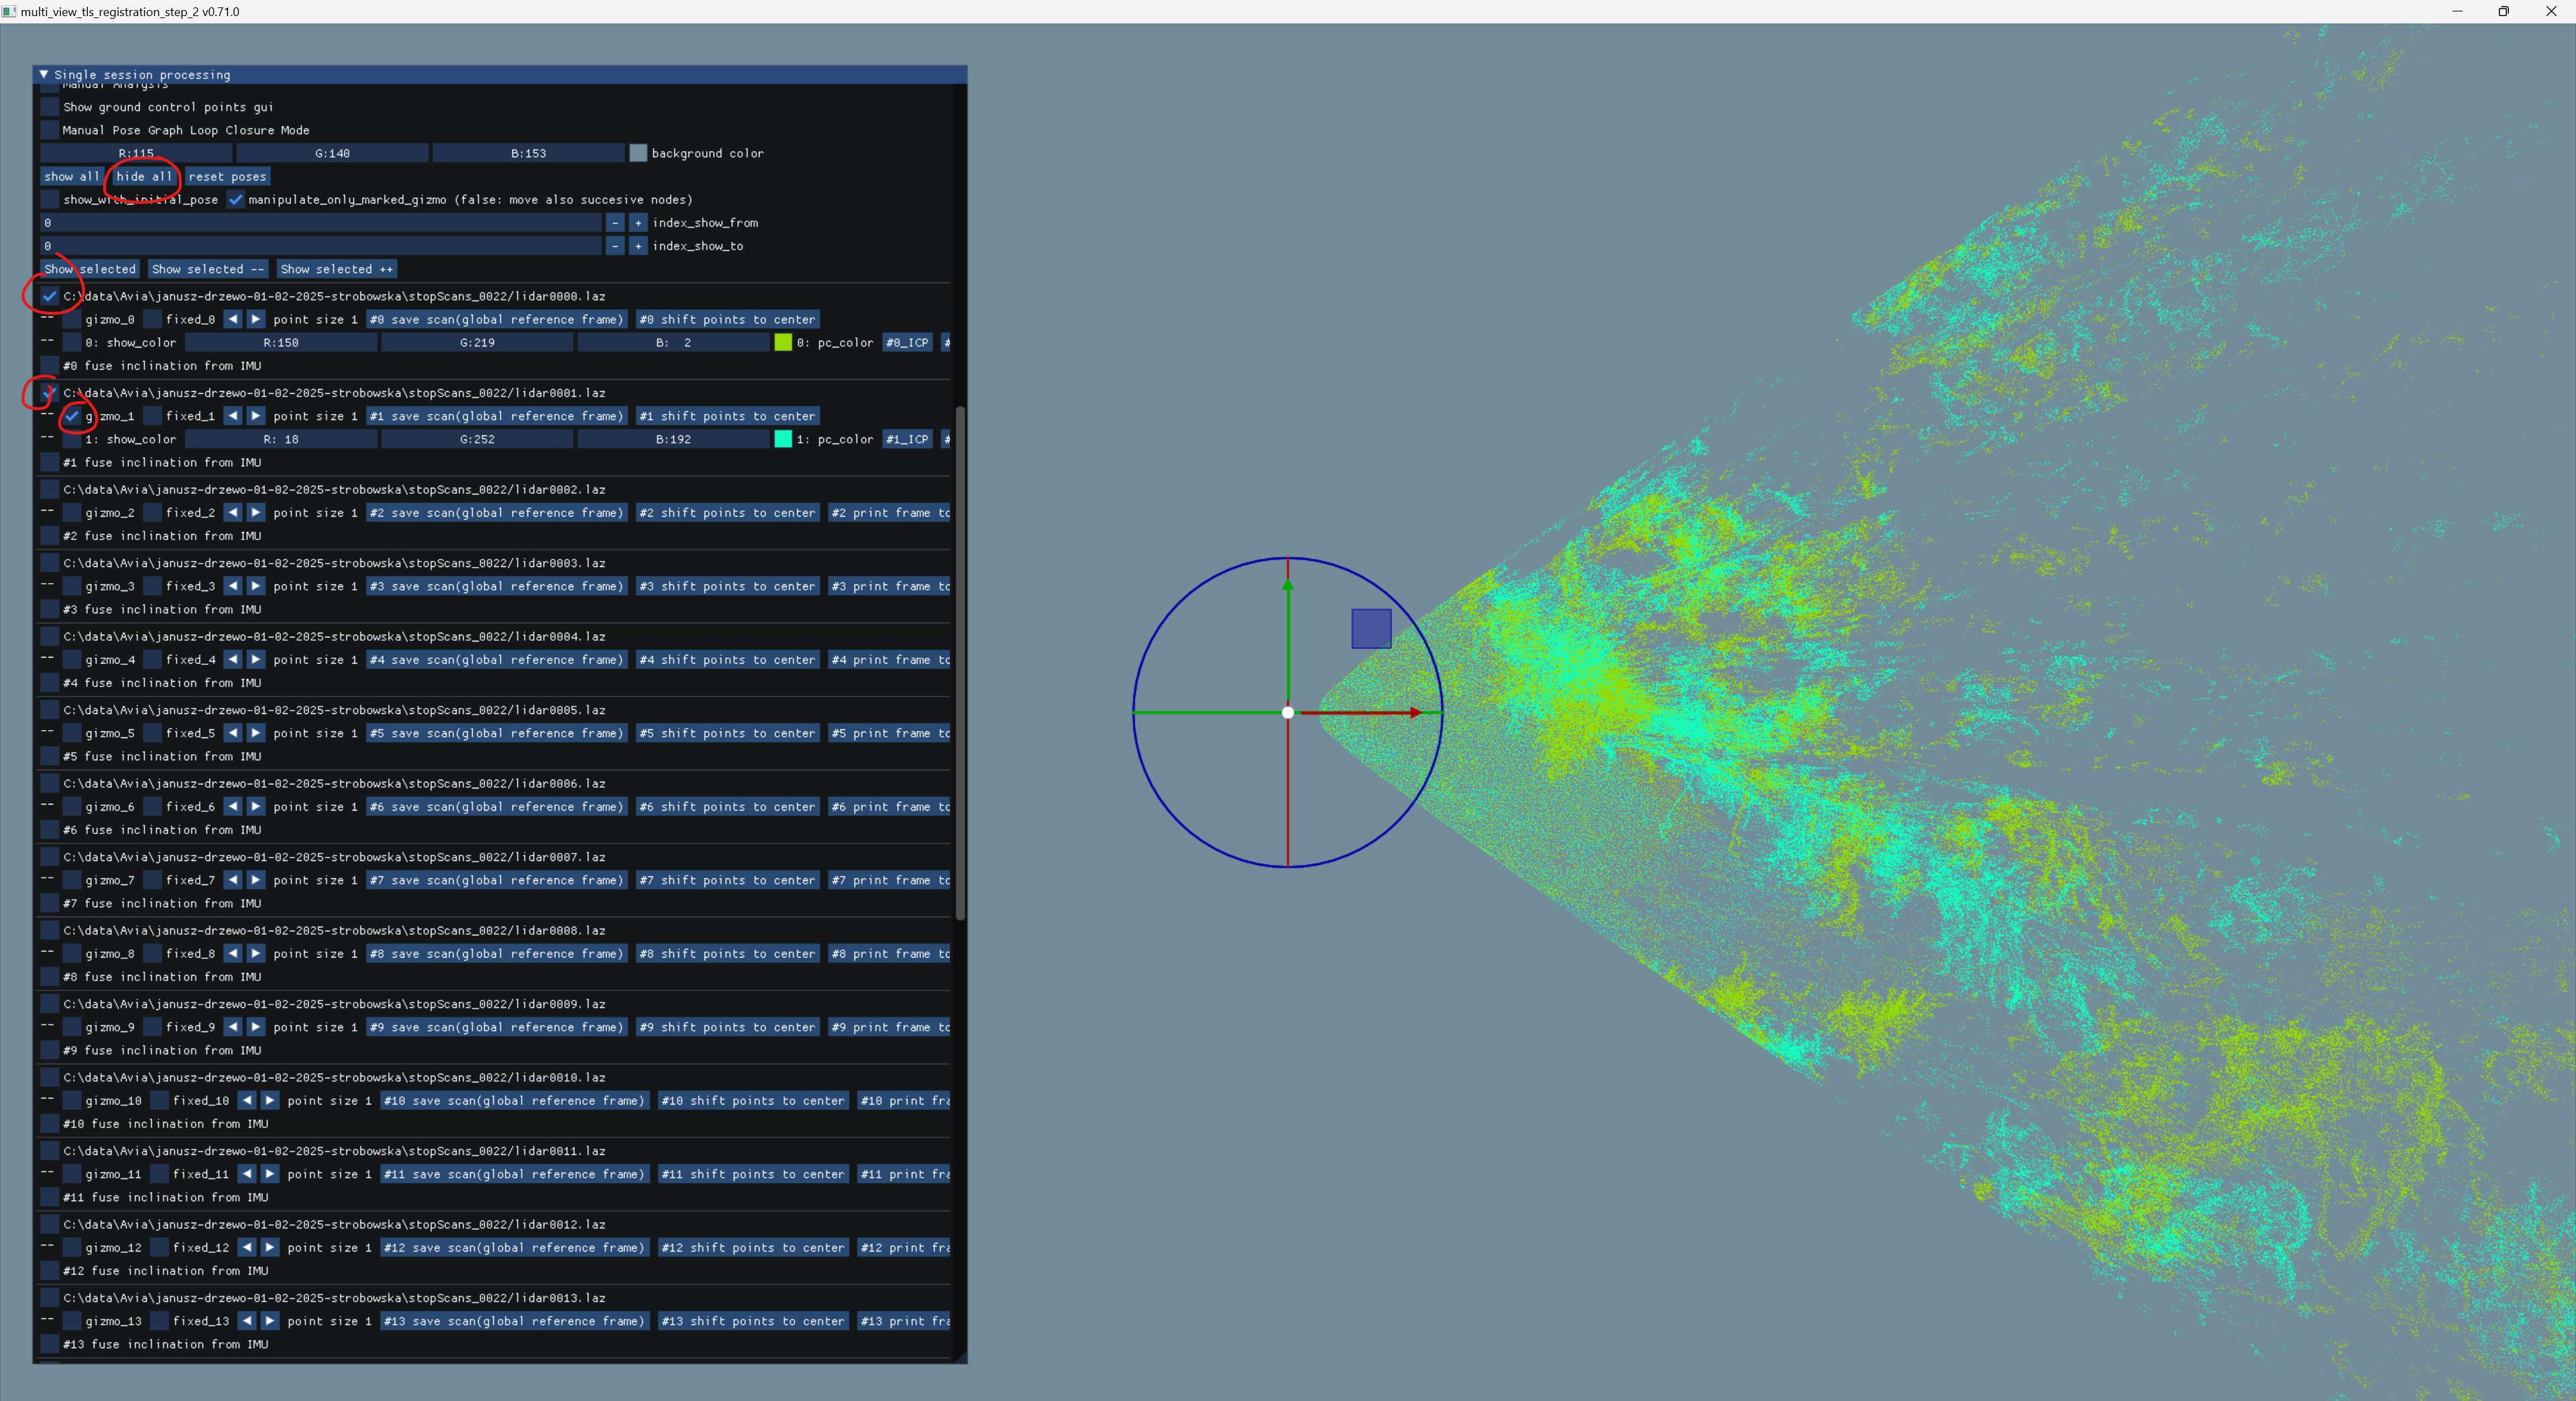 multi_view_tls_registration_step_2 v0.71.0
Single session processing
Manual Analysis
Show ground control points gui
Manual Pose Graph Loop Closure Mode
R:115 G:140 B:153 background color
show all hide all reset poses
show_with_initial_pose manipulate_only_marked_gizmo (false: move also succesive nodes)
0 - + index_show_from
0 - + index_show_to
Show selected Show selected -- Show selected ++
C:\data\Avia\janusz-drzewo-01-02-2025-strobowska\stopScans_0022/lidar0000.laz
-- gizmo_0 fixed_0 point size 1 #0 save scan(global reference frame) #0 shift points to center
-- 0: show_color R:150 G:219 B: 2 0: pc_color #0_ICP #
#0 fuse inclination from IMU
C:\data\Avia\janusz-drzewo-01-02-2025-strobowska\stopScans_0022/lidar0001.laz
-- gizmo_1 fixed_1 point size 1 #1 save scan(global reference frame) #1 shift points to center
-- 1: show_color R: 18 G:252 B:192 1: pc_color #1_ICP #
#1 fuse inclination from IMU
C:\data\Avia\janusz-drzewo-01-02-2025-strobowska\stopScans_0022/lidar0002.laz
-- gizmo_2 fixed_2 point size 1 #2 save scan(global reference frame) #2 shift points to center #2 print frame to
#2 fuse inclination from IMU
C:\data\Avia\janusz-drzewo-01-02-2025-strobowska\stopScans_0022/lidar0003.laz
-- gizmo_3 fixed_3 point size 1 #3 save scan(global reference frame) #3 shift points to center #3 print frame to
#3 fuse inclination from IMU
C:\data\Avia\janusz-drzewo-01-02-2025-strobowska\stopScans_0022/lidar0004.laz
-- gizmo_4 fixed_4 point size 1 #4 save scan(global reference frame) #4 shift points to center #4 print frame to
#4 fuse inclination from IMU
C:\data\Avia\janusz-drzewo-01-02-2025-strobowska\stopScans_0022/lidar0005.laz
-- gizmo_5 fixed_5 point size 1 #5 save scan(global reference frame) #5 shift points to center #5 print frame to
#5 fuse inclination from IMU
C:\data\Avia\janusz-drzewo-01-02-2025-strobowska\stopScans_0022/lidar0006.laz
-- gizmo_6 fixed_6 point size 1 #6 save scan(global reference frame) #6 shift points to center #6 print frame to
#6 fuse inclination from IMU
C:\data\Avia\janusz-drzewo-01-02-2025-strobowska\stopScans_0022/lidar0007.laz
-- gizmo_7 fixed_7 point size 1 #7 save scan(global reference frame) #7 shift points to center #7 print frame to
#7 fuse inclination from IMU
C:\data\Avia\janusz-drzewo-01-02-2025-strobowska\stopScans_0022/lidar0008.laz
-- gizmo_8 fixed_8 point size 1 #8 save scan(global reference frame) #8 shift points to center #8 print frame to
#8 fuse inclination from IMU
C:\data\Avia\janusz-drzewo-01-02-2025-strobowska\stopScans_0022/lidar0009.laz
-- gizmo_9 fixed_9 point size 1 #9 save scan(global reference frame) #9 shift points to center #9 print frame to
#9 fuse inclination from IMU
C:\data\Avia\janusz-drzewo-01-02-2025-strobowska\stopScans_0022/lidar0010.laz
-- gizmo_10 fixed_10 point size 1 #10 save scan(global reference frame) #10 shift points to center #10 print fra
#10 fuse inclination from IMU
C:\data\Avia\janusz-drzewo-01-02-2025-strobowska\stopScans_0022/lidar0011.laz
-- gizmo_11 fixed_11 point size 1 #11 save scan(global reference frame) #11 shift points to center #11 print fra
#11 fuse inclination from IMU
C:\data\Avia\janusz-drzewo-01-02-2025-strobowska\stopScans_0022/lidar0012.laz
-- gizmo_12 fixed_12 point size 1 #12 save scan(global reference frame) #12 shift points to center #12 print fra
#12 fuse inclination from IMU
C:\data\Avia\janusz-drzewo-01-02-2025-strobowska\stopScans_0022/lidar0013.laz
-- gizmo_13 fixed_13 point size 1 #13 save scan(global reference frame) #13 shift points to center #13 print fra
#13 fuse inclination from IMU